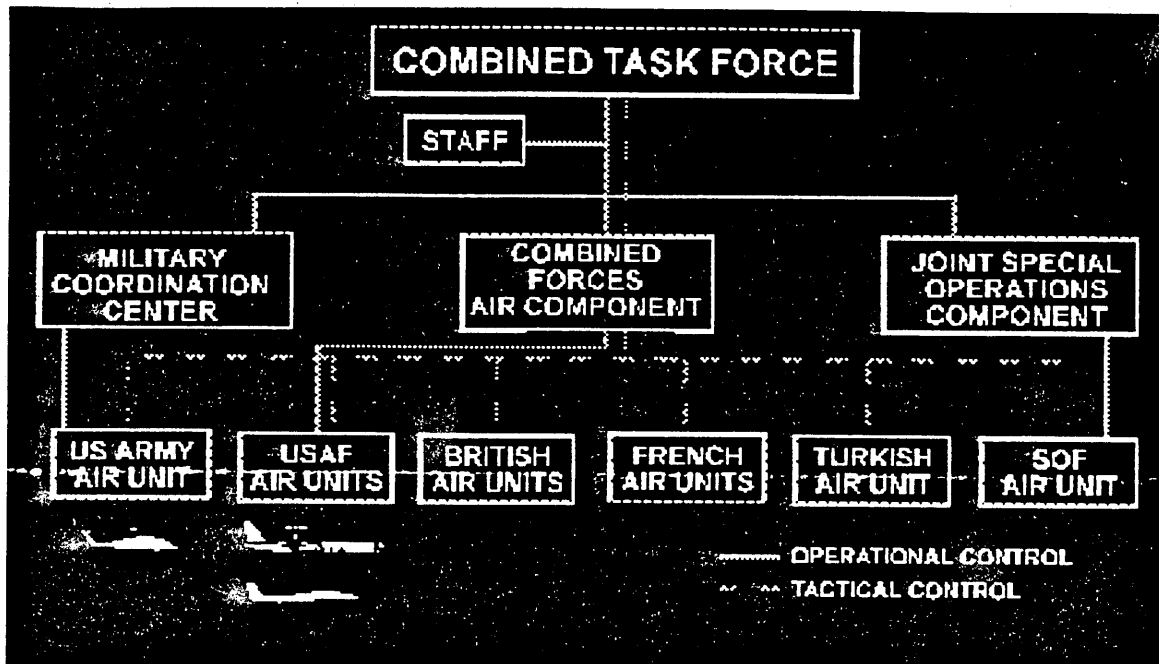 COMBINED TASK FORCE
STAFF
MILITARY
COORDINATION
CENTER
COMBINED
FORCES
AIR COMPONENT
JOINT SPECIAL
OPERATIONS
COMPONENT
US ARMY
AIR UNIT
USAF
AIR UNITS
BRITISH
AIR UNITS
FRENCH
AIR UNITS
TURKISH
AIR UNIT
SOF
AIR UNIT
OPERATIONAL CONTROL
TACTICAL CONTROL